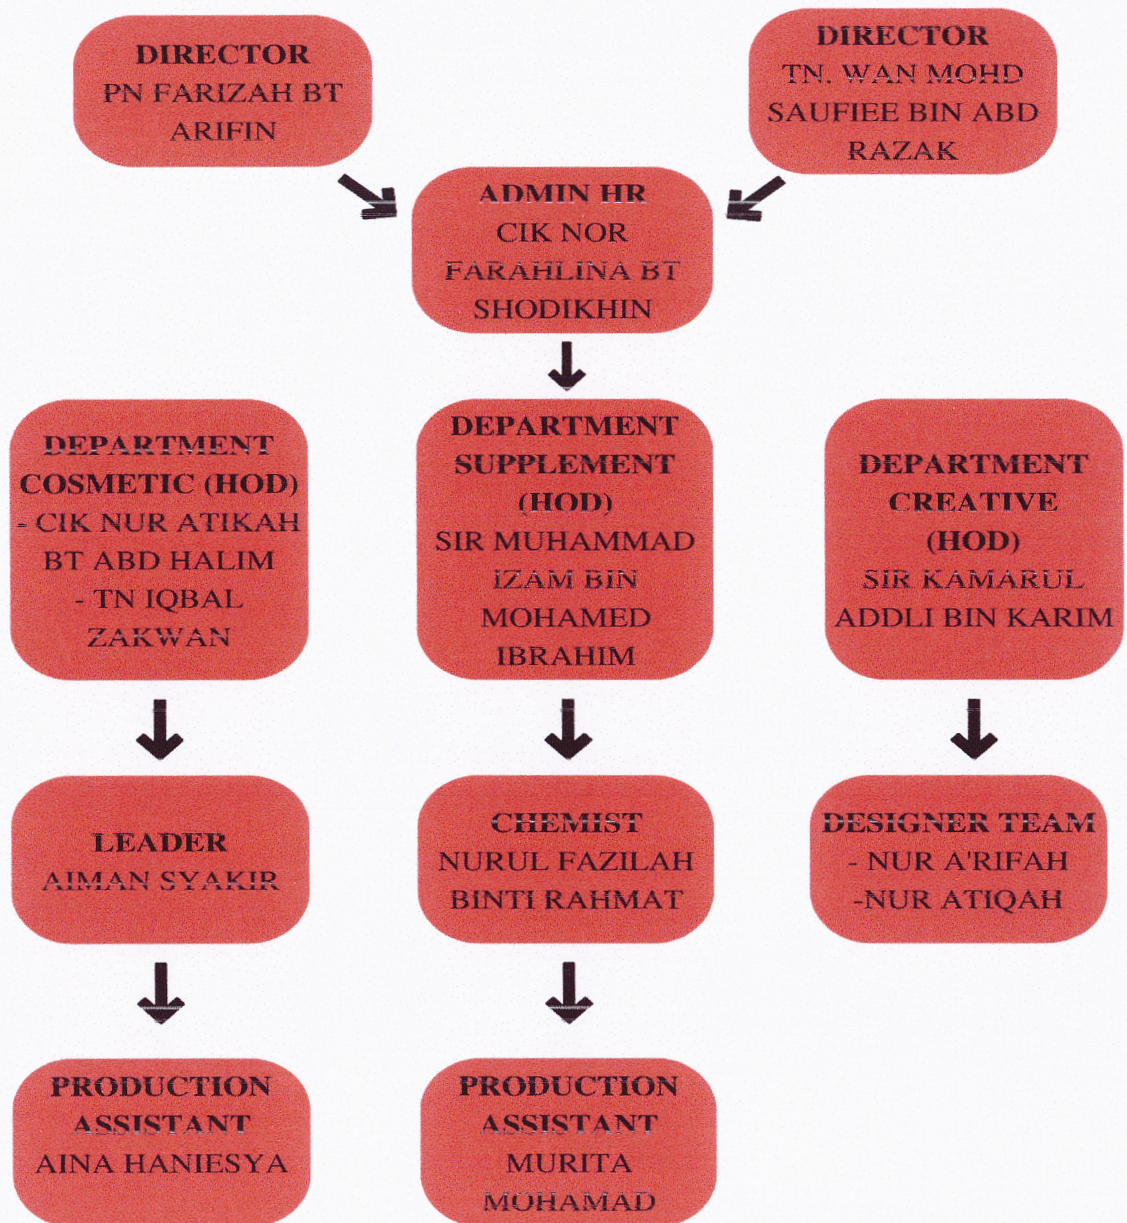 DIRECTOR
PN FARIZAH BT
ARIFIN
DIRECTOR
TN. WAN MOHD
SAUFIEE BIN ABD
RAZAK
ADMIN HR
CIK NOR
FARAHLINA BT
SHODIKHIN
DEPARTMENT
COSMETIC (HOD)
- CIK NUR ATIKAH
BT ABD HALIM
- TN IQBAL
ZAKWAN
DEPARTMENT
SUPPLEMENT
(HOD)
SIR MUHAMMAD
IZAM BIN
MOHAMED
IBRAHIM
DEPARTMENT
CREATIVE
(HOD)
SIR KAMARUL
ADDLI BIN KARIM
LEADER
AIMAN SYAKIR
CHEMIST
NURUL FAZILAH
BINTI RAHMAT
DESIGNER TEAM
- NUR A'RIFAH
-NUR ATIQAH
PRODUCTION
ASSISTANT
AINA HANIESYA
PRODUCTION
ASSISTANT
MURITA
MOHAMAD